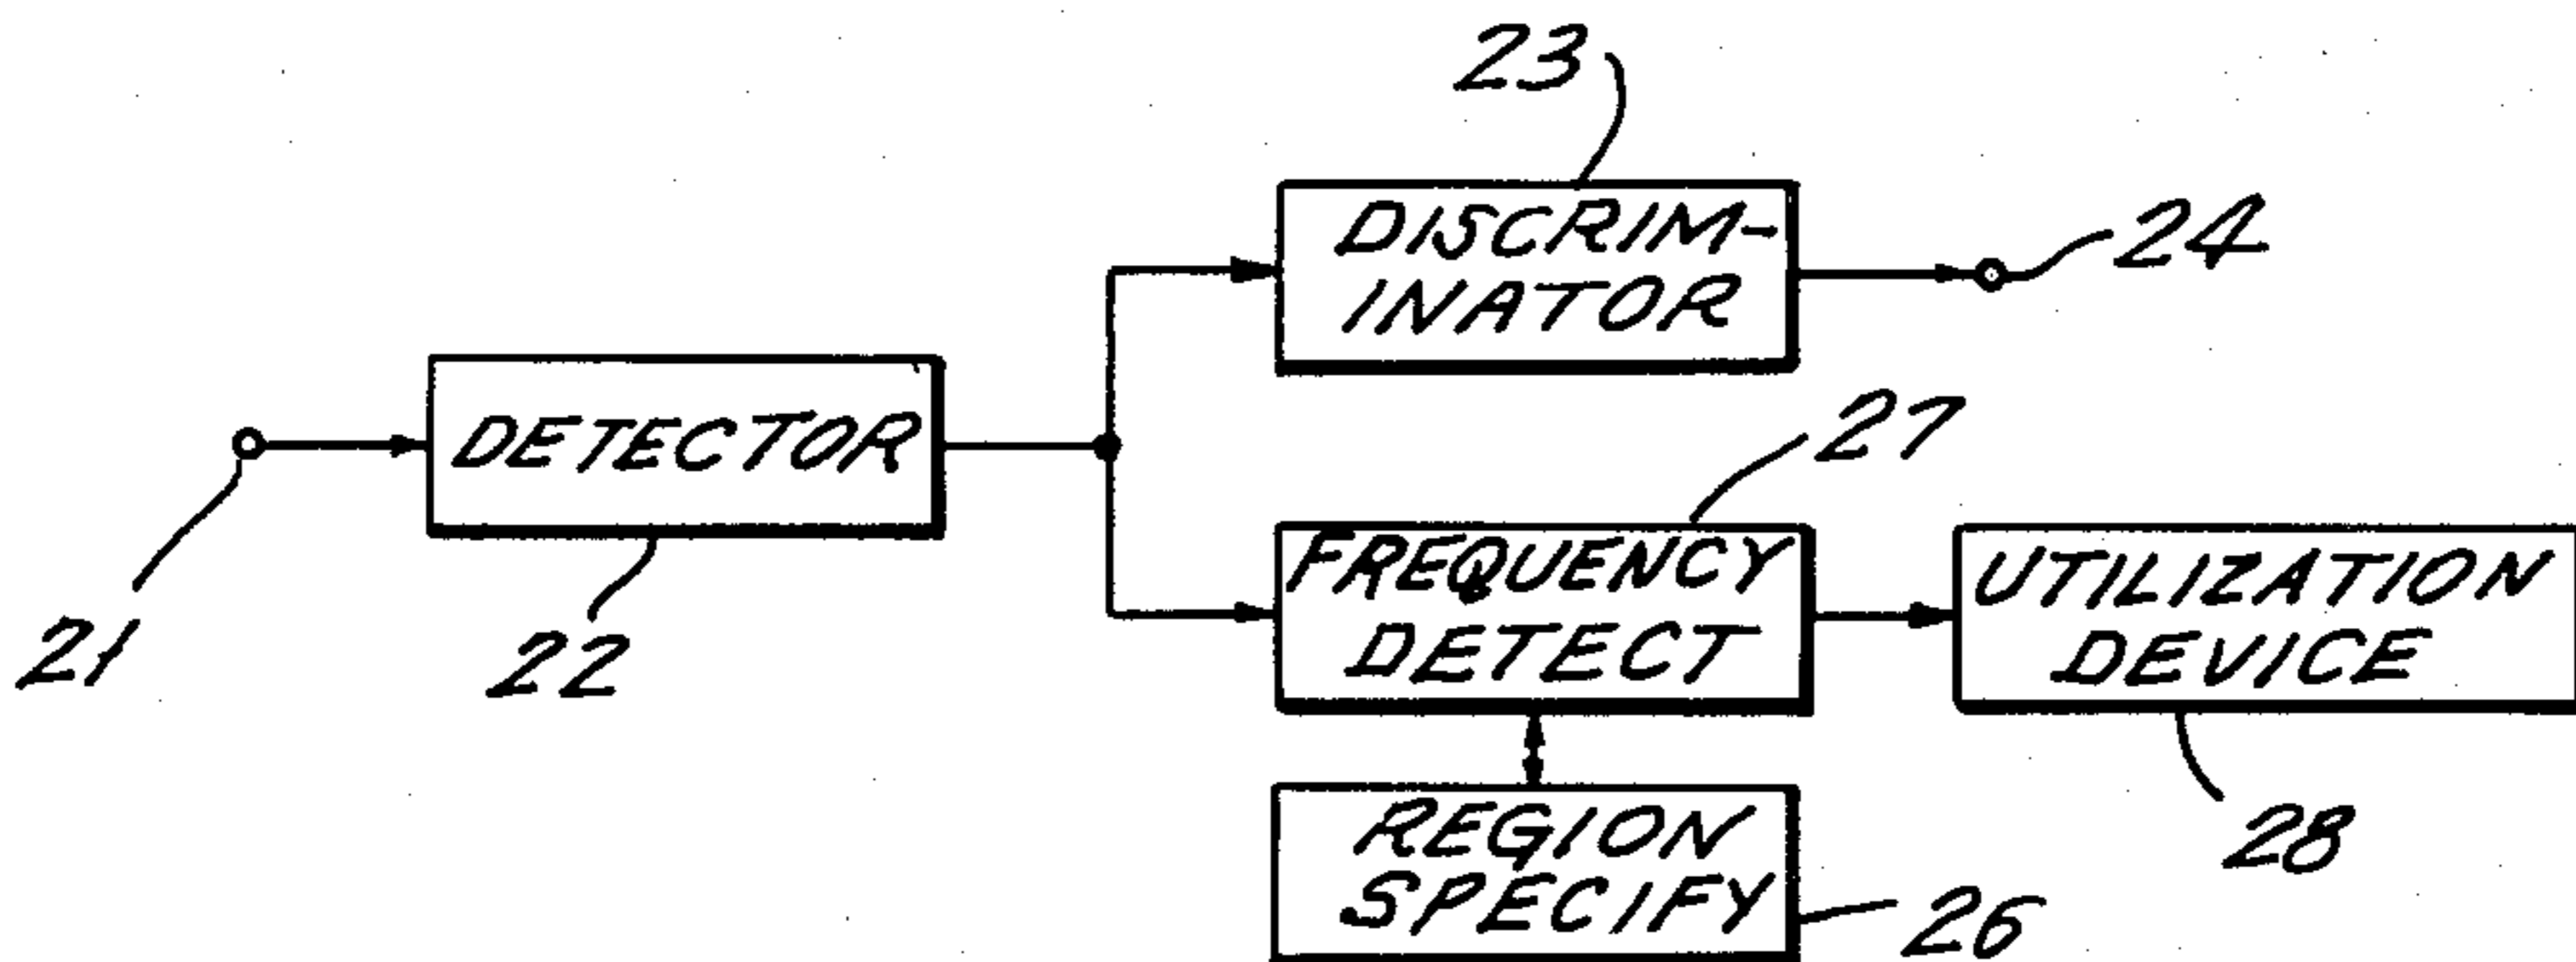 23
DISCRIM-
INATOR
24
DETECTOR
21
22
27
FREQUENCY
DETECT
UTILIZATION
DEVICE
28
REGION
SPECIFY
26